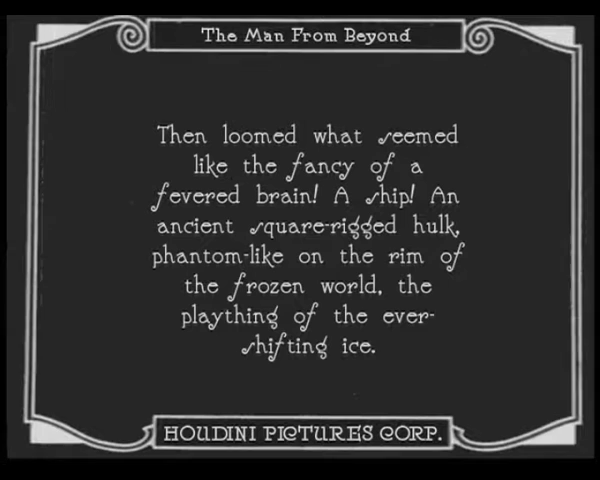 The Man From Beyond
Then loomed what seemed
like the fancy of a
fevered brain! A ship! An
ancient square-rigged hulk,
phantom-like on the rim of
the frozen world, the
plaything of the ever-
shifting ice.
HOUDINI PICTURES CORP.